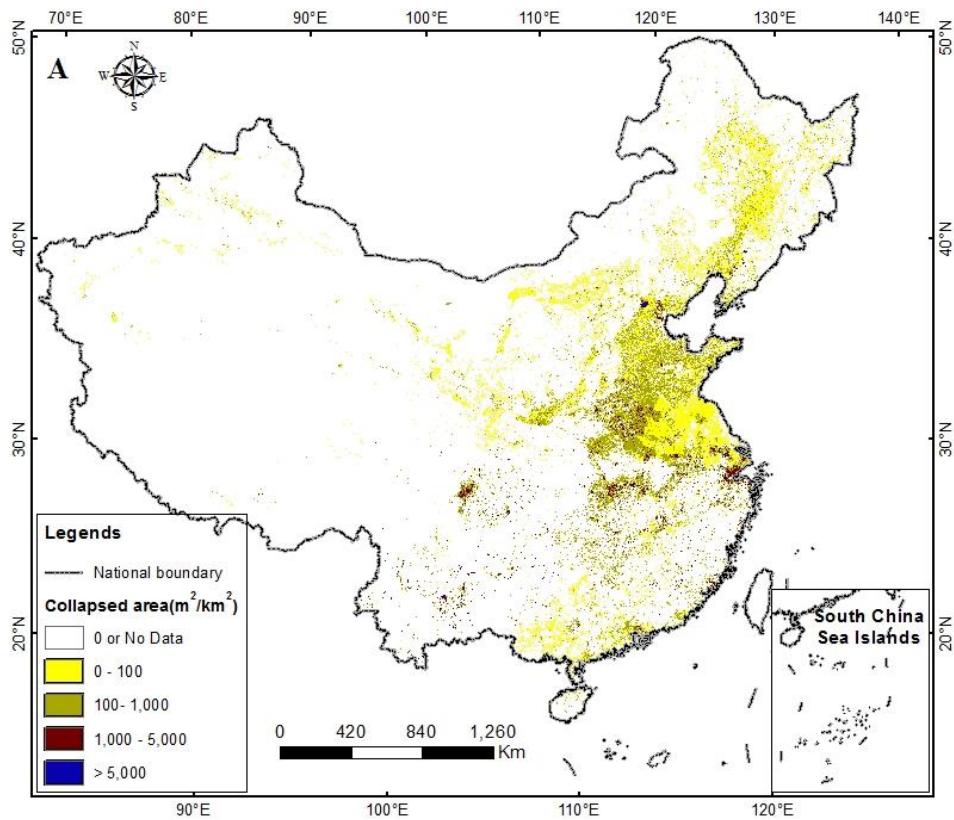 70°E 80°E 90°E 100°E 110°E 120°E 130°E 140°E
50°N 50°N
A
N
W E
S
40°N 40°N
30°N 30°N
20°N 20°N
Legends
National boundary
Collapsed area(m²/km²)
0 or No Data
0 - 100
100- 1,000
1,000 - 5,000
> 5,000
0 420 840 1,260
Km
South China
Sea Islands
90°E 100°E 110°E 120°E